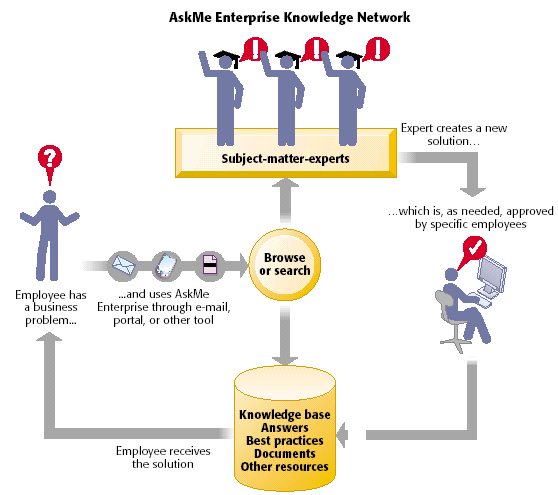 AskMe Enterprise Knowledge Network
!
!
!
Subject-matter-experts
Expert creates a new
solution...
...which is, as needed, approved
by specific employees
?
Employee has
a business
problem...
...and uses AskMe
Enterprise through e-mail,
portal, or other tool
Browse
or search
Knowledge base
Answers
Best practices
Documents
Other resources
Employee receives
the solution